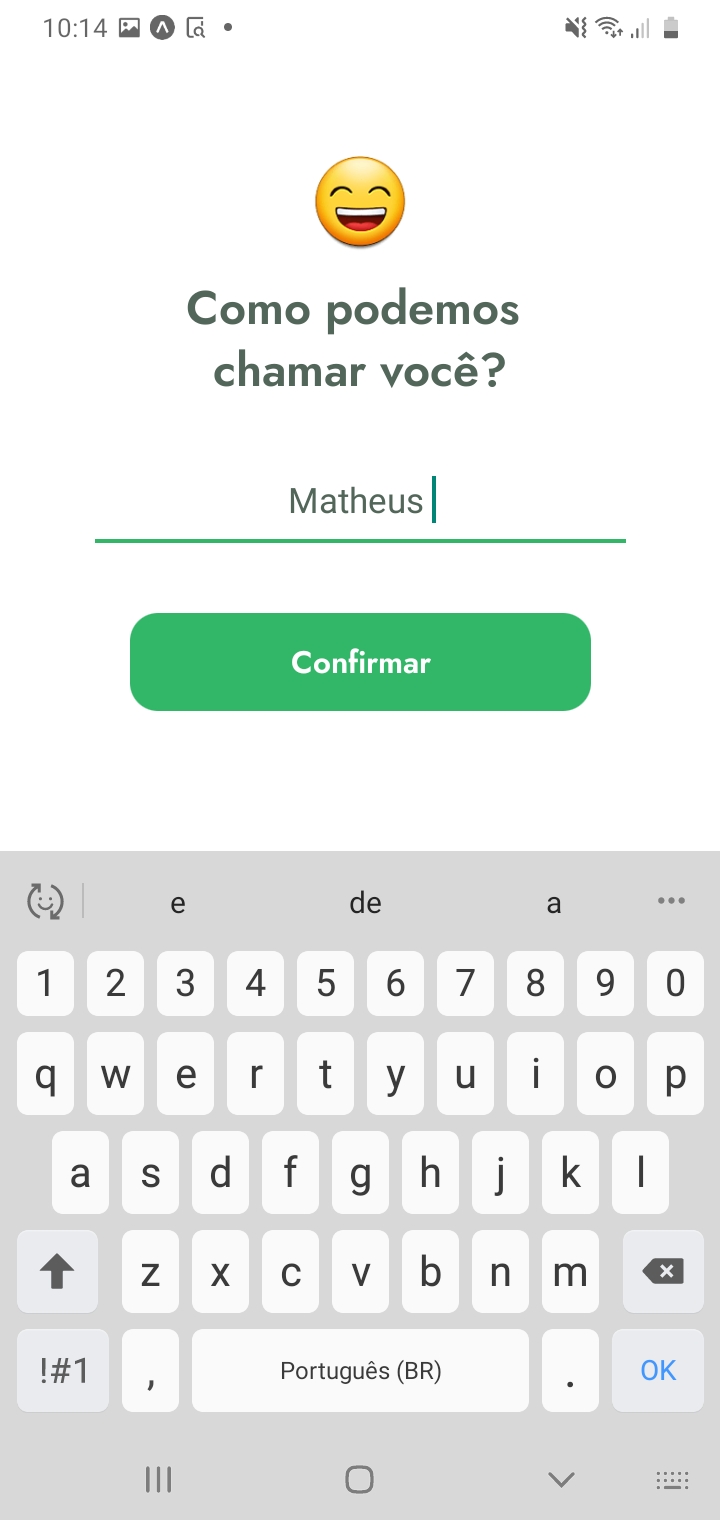 10:14
Como podemos
chamar você?
Matheus
Confirmar
e de a
1 2 3 4 5 6 7 8 9 0
q w e r t y u i o p
a s d f g h j k l
z x c v b n m
!#1 , Português (BR) . OK